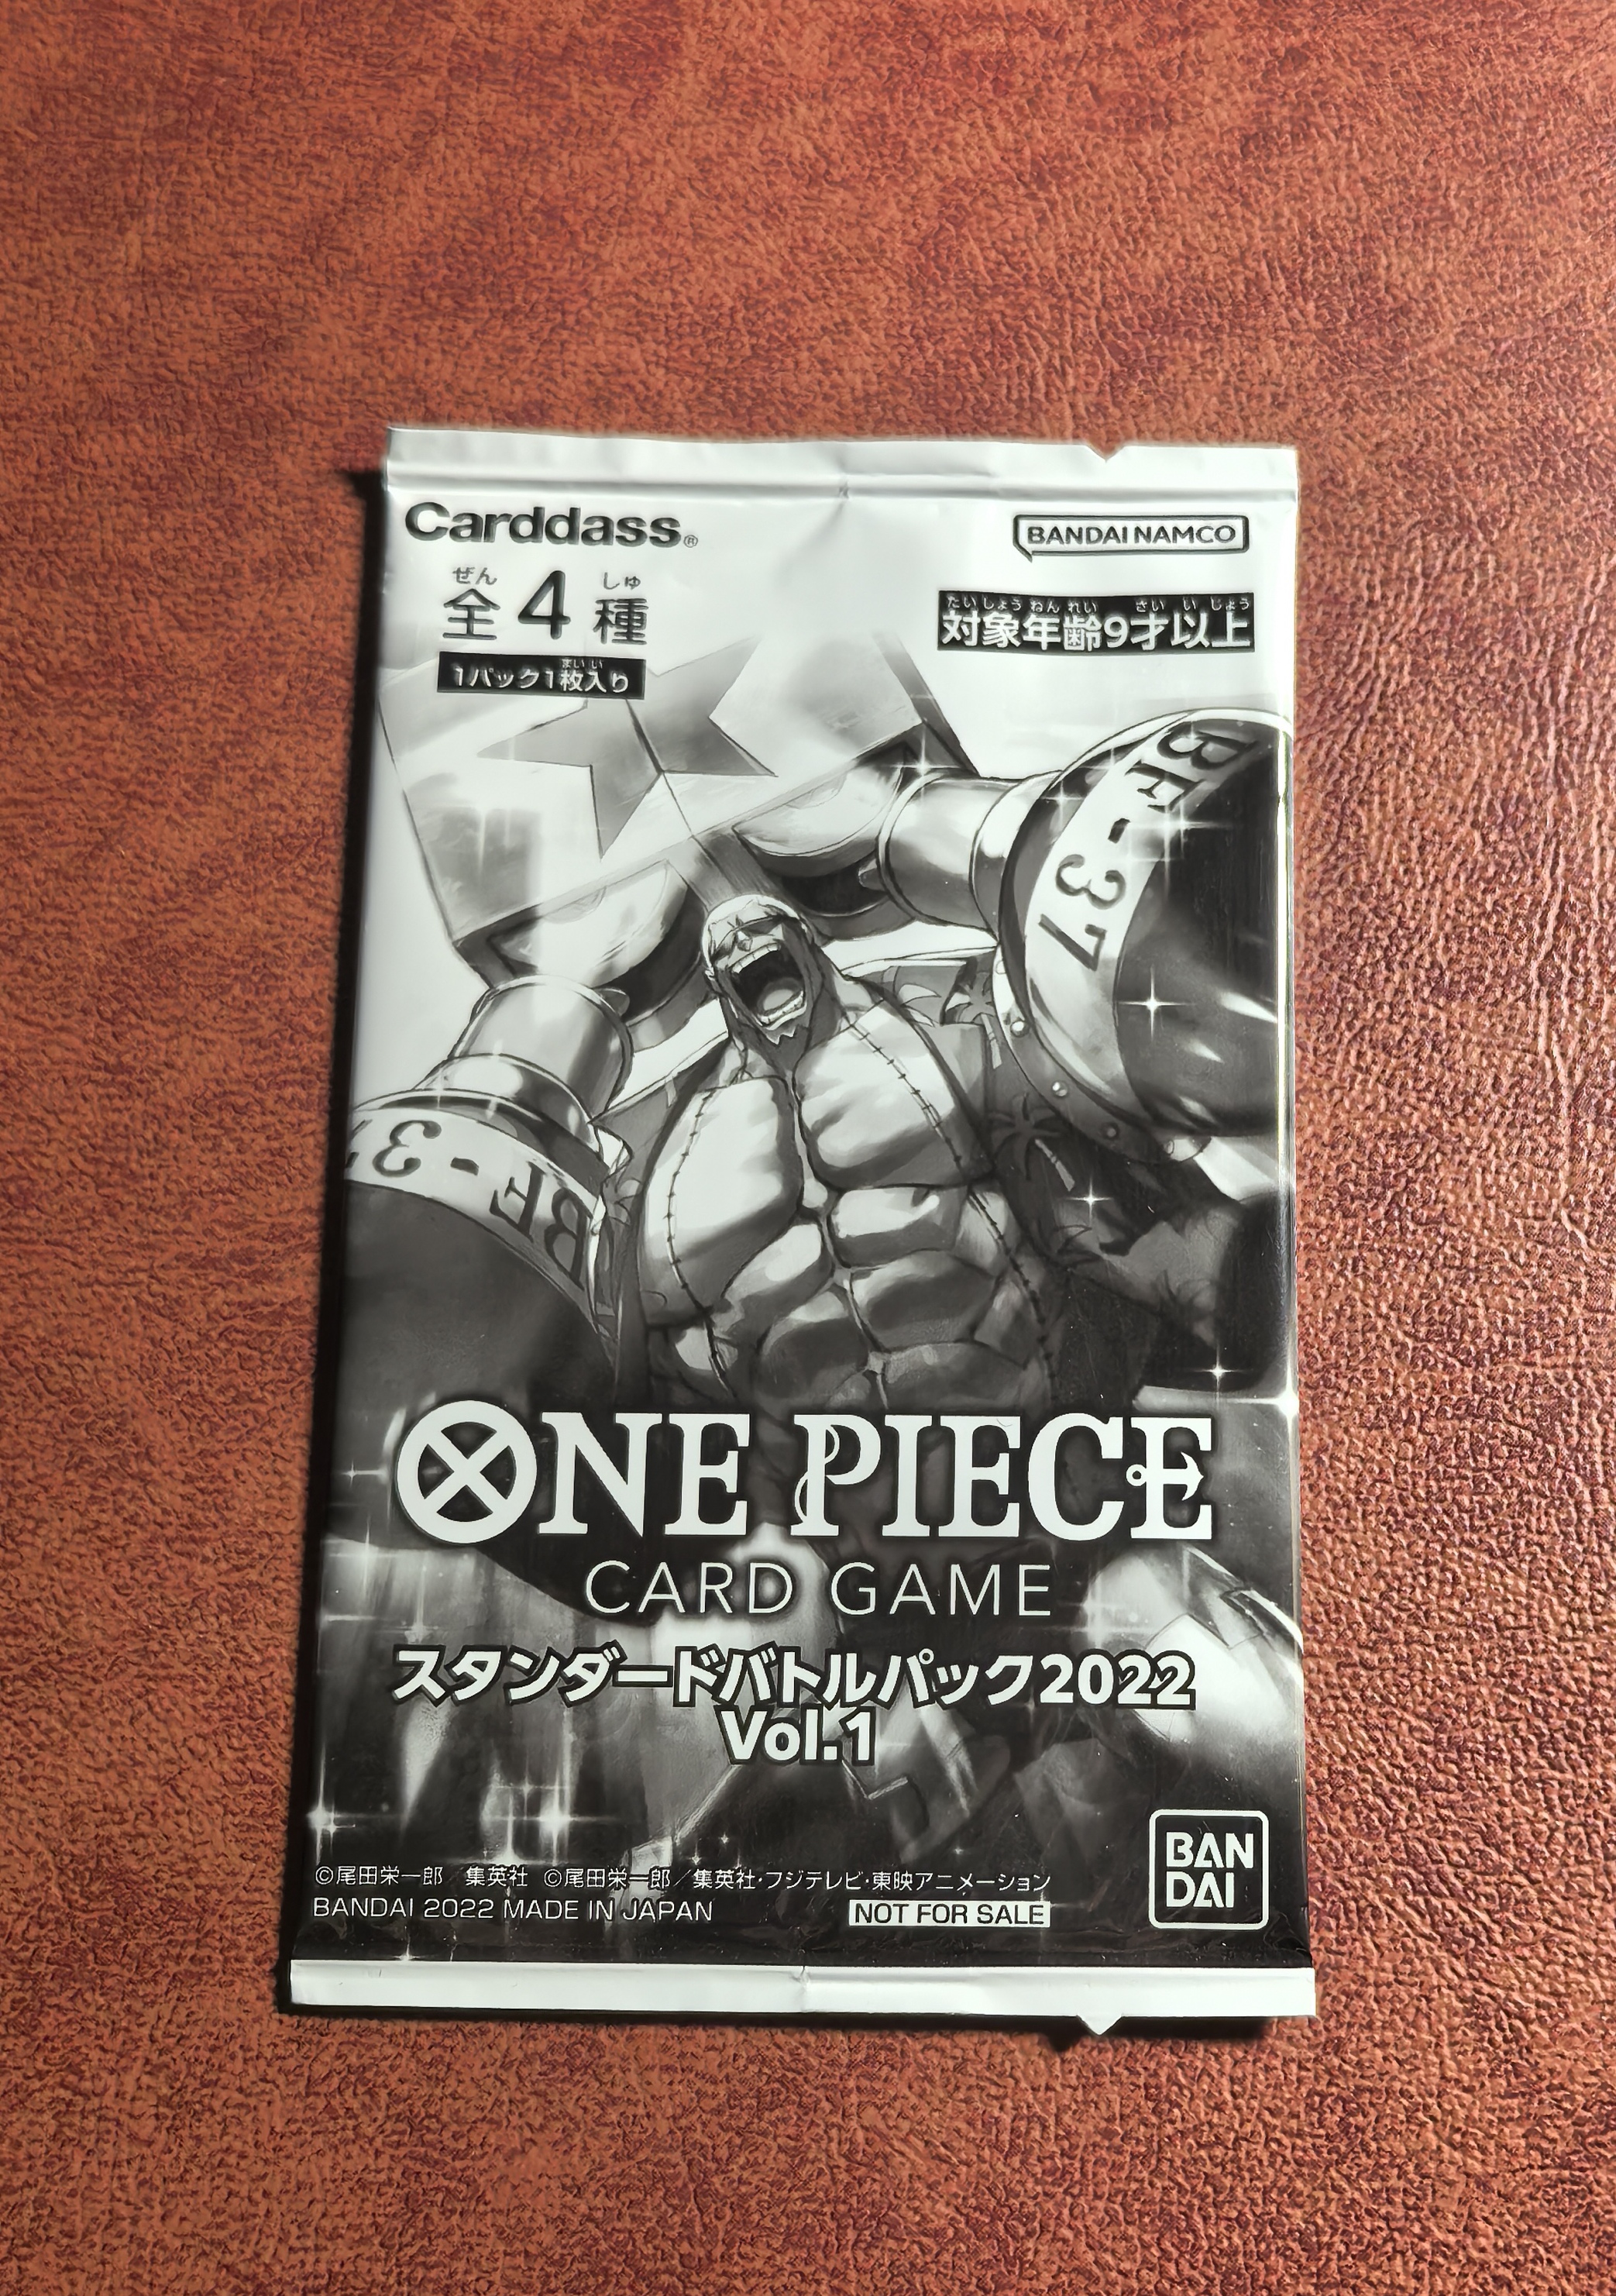 Carddass®
BANDAI NAMCO
ぜん しゅ
全4種
まい い
1パック1枚入り
たいしょう ねん れい さい い じょう
対象年齢9才以上
BF-37
BF-3
ONE PIECE
CARD GAME
スタンダードバトルパック2022
Vol.1
©尾田栄一郎／集英社 ©尾田栄一郎／集英社・フジテレビ・東映アニメーション
BANDAI 2022 MADE IN JAPAN
NOT FOR SALE
BAN
DAI